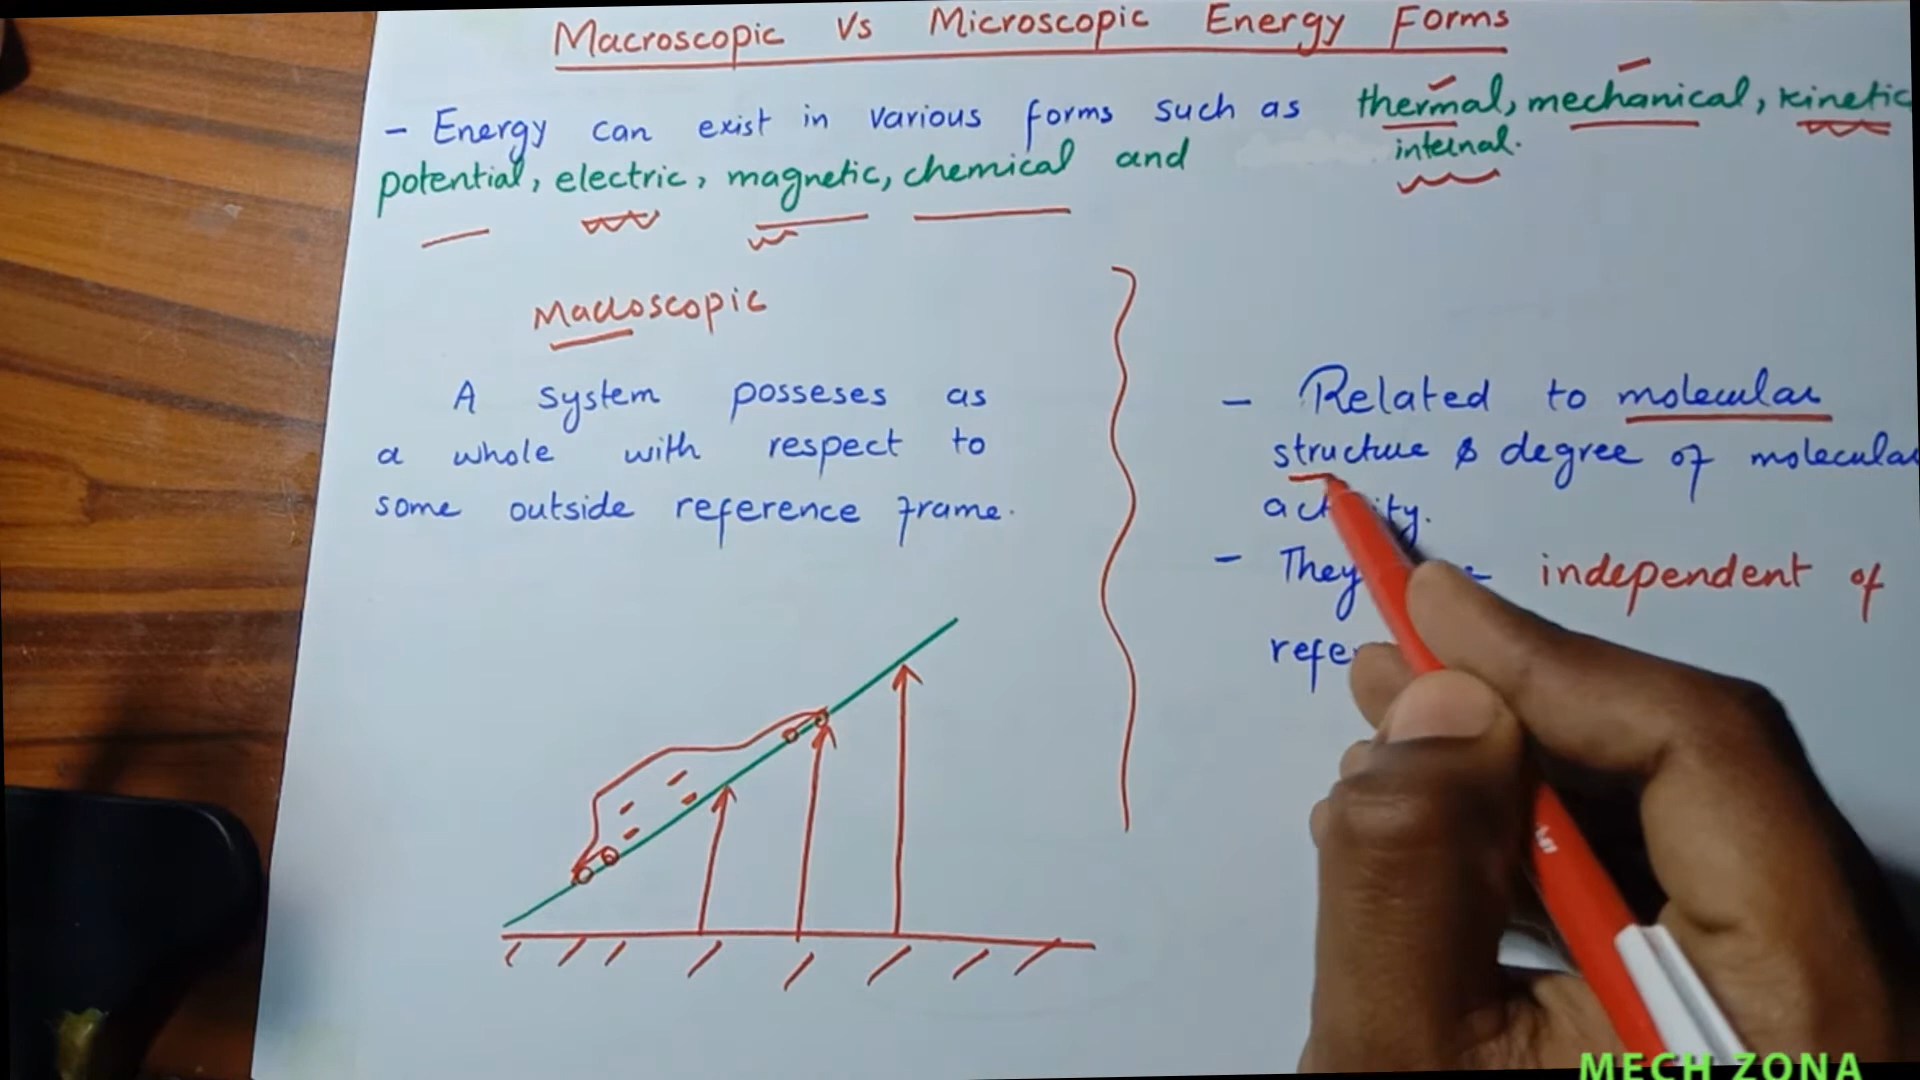 Macroscopic Vs Microscopic Energy Forms
- Energy can exist in various forms such as thermal, mechanical, kinetic
potential, electric, magnetic, chemical and internal.
Macroscopic
A system posseses as
a whole with respect to
some outside reference frame.
- Related to molecular
structure & degree of molecular
- They independent of
MECH ZONA